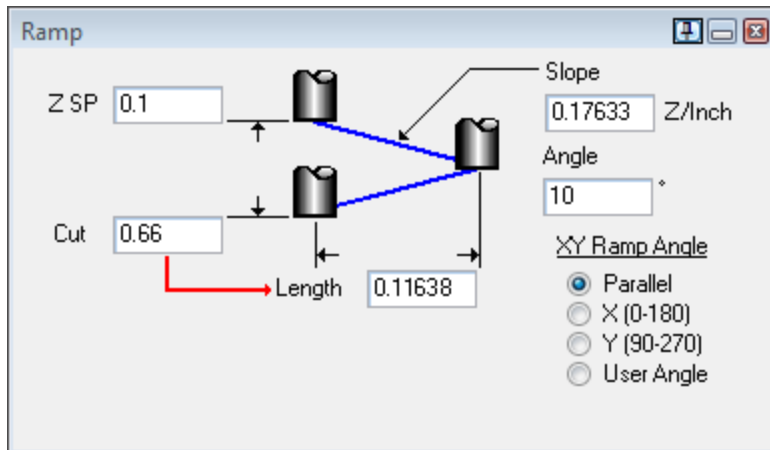 Ramp
Slope
Z SP 0.1
0.17633 Z/Inch
Angle
10 °
Cut 0.66
XY Ramp Angle
Length 0.11638
Parallel
X (0-180)
Y (90-270)
User Angle